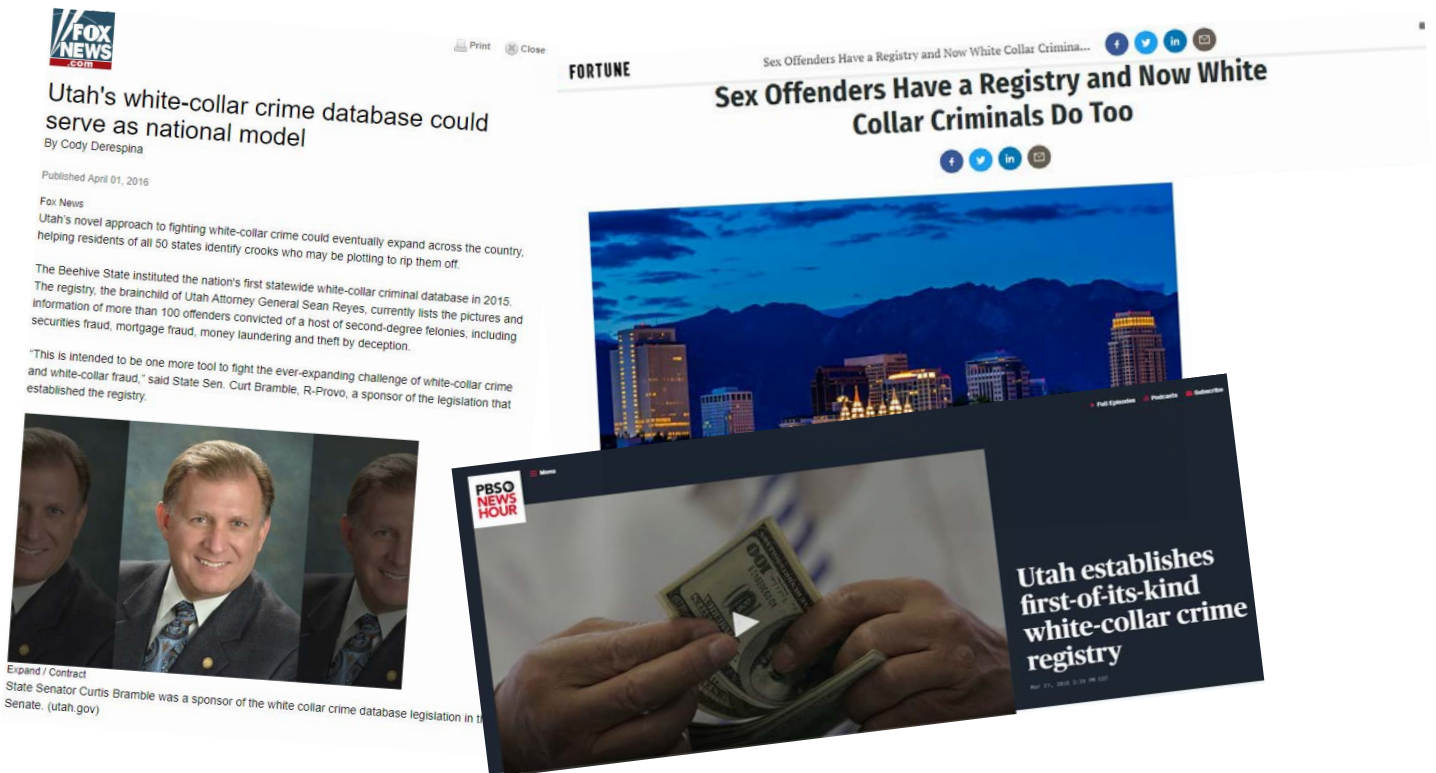 FOX
NEWS
.com
Print
Close
Utah's white-collar crime database could
serve as national model
By Cody Derespina
Published April 01, 2016
Fox News
Utah's novel approach to fighting white-collar crime could eventually expand across the country,
helping residents of all 50 states identify crooks who may be plotting to rip them off.
The Beehive State instituted the nation's first statewide white-collar criminal database in 2015.
The registry, the brainchild of Utah Attorney General Sean Reyes, currently lists the pictures and
information of more than 100 offenders convicted of a host of second-degree felonies, including
securities fraud, mortgage fraud, money laundering and theft by deception.
“This is intended to be one more tool to fight the ever-expanding challenge of white-collar crime
and white-collar fraud,” said State Sen. Curt Bramble, R-Provo, a sponsor of the legislation that
established the registry.
Expand / Contract
State Senator Curtis Bramble was a sponsor of the white collar crime database legislation in
Senate. (utah.gov)
FORTUNE
Sex Offenders Have a Registry and Now White Collar Crimina...
Sex Offenders Have a Registry and Now White
Collar Criminals Do Too
Full Episodes
Podcasts
Subscribe
PBS
NEWS
HOUR
Menu
100
Utah establishes
first-of-its-kind
white-collar crime
registry